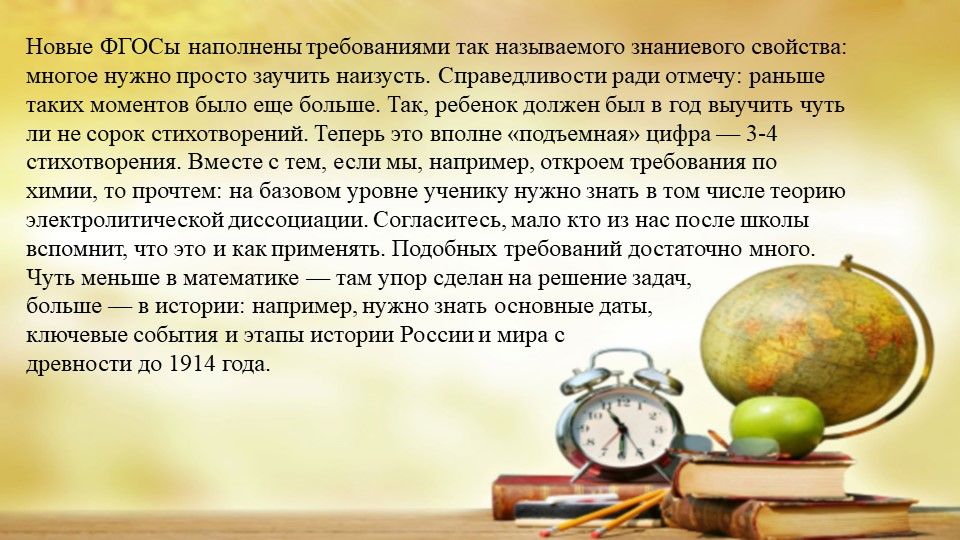 Новые ФГОСы наполнены требованиями так называемого знаниевого свойства:
многое нужно просто заучить наизусть. Справедливости ради отмечу: раньше
таких моментов было еще больше. Так, ребенок должен был в год выучить чуть
ли не сорок стихотворений. Теперь это вполне «подъемная» цифра — 3-4
стихотворения. Вместе с тем, если мы, например, откроем требования по
химии, то прочтем: на базовом уровне ученику нужно знать в том числе теорию
электролитической диссоциации. Согласитесь, мало кто из нас после школы
вспомнит, что это и как применять. Подобных требований достаточно много.
Чуть меньше в математике — там упор сделан на решение задач,
больше — в истории: например, нужно знать основные даты,
ключевые события и этапы истории России и мира с
древности до 1914 года.